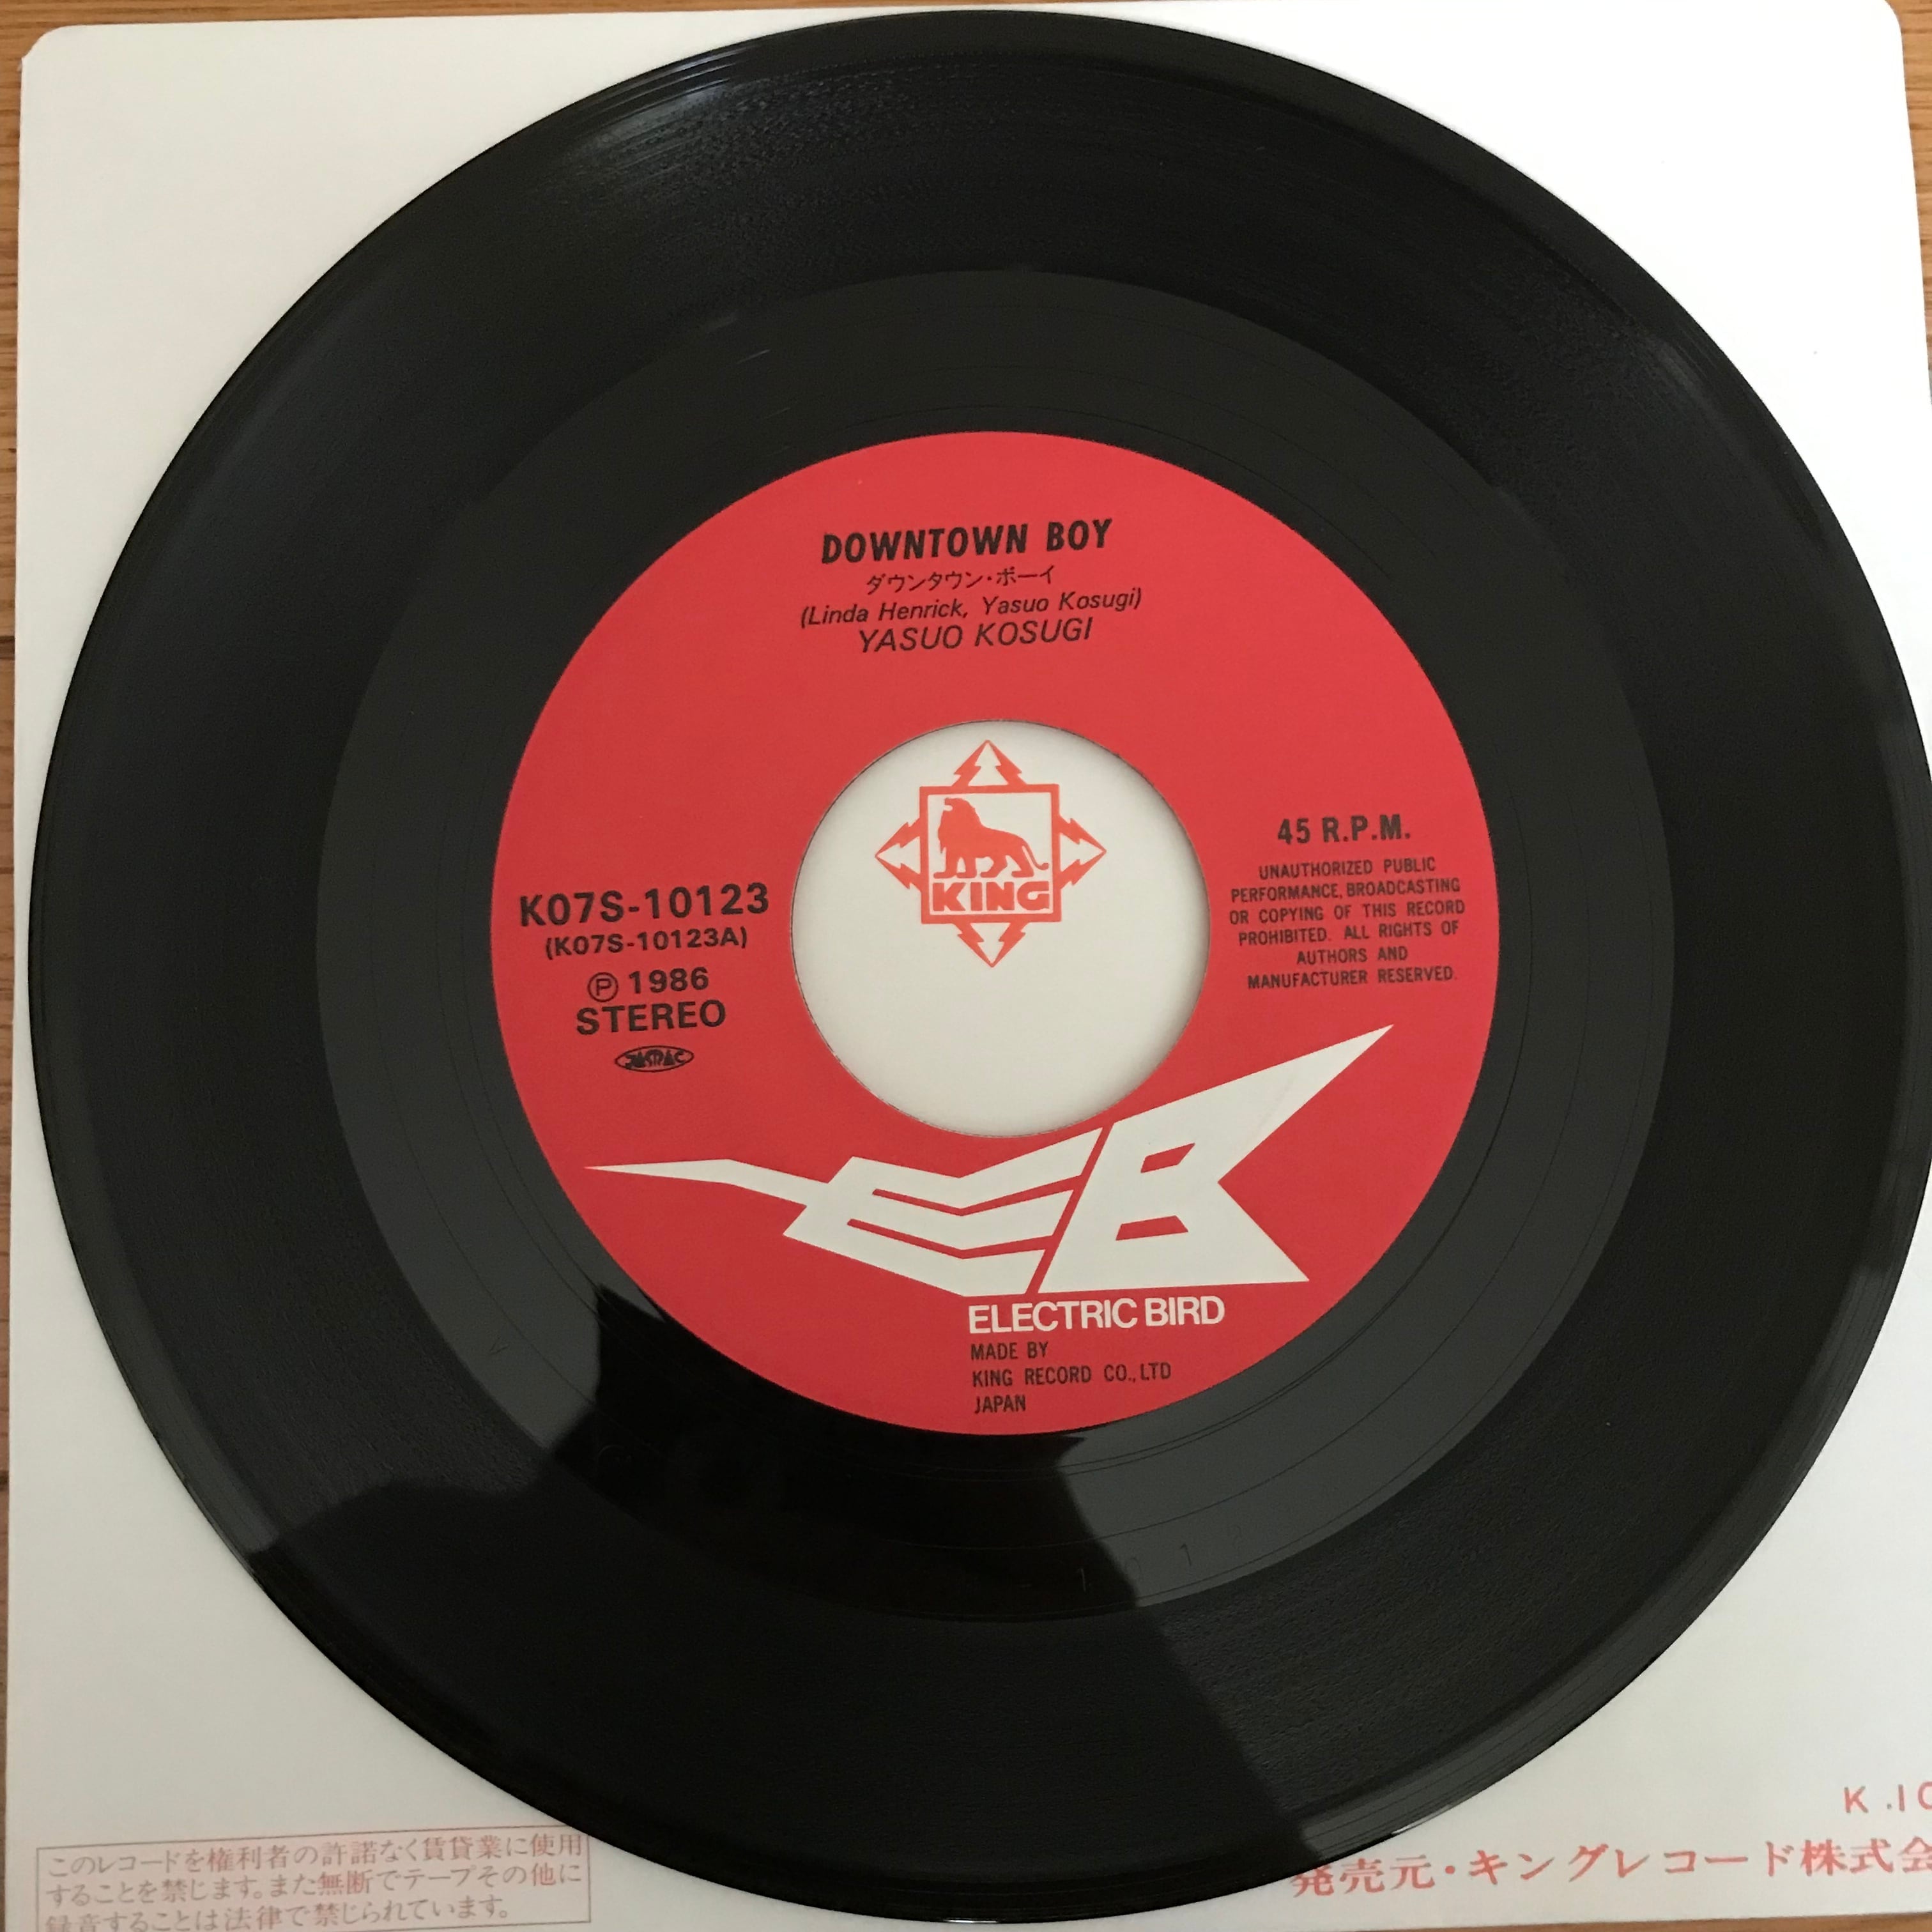 DOWNTOWN BOY
ダウンタウン・ボーイ
(Linda Henrick, Yasuo Kosugi)
YASUO KOSUGI
KING
K07S-10123
(K07S-10123A)
Ⓟ 1986
STEREO
JASRAC
45 R.P.M.
UNAUTHORIZED PUBLIC
PERFORMANCE, BROADCASTING
OR COPYING OF THIS RECORD
PROHIBITED. ALL RIGHTS OF
AUTHORS AND
MANUFACTURER RESERVED.
EB
ELECTRIC BIRD
MADE BY
KING RECORD CO., LTD
JAPAN
K.10
発売元・キングレコード株式会
このレコードを権利者の許諾なく賃貸業に使用
することを禁じます。また無断でテープその他に
録音することは法律で禁じられています。